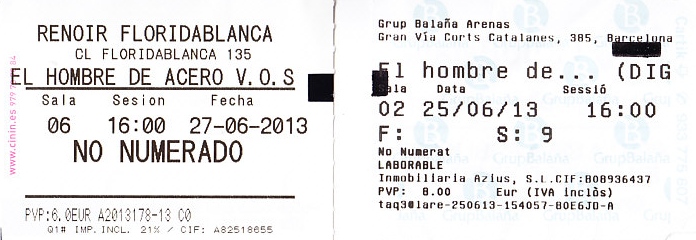 RENOIR FLORIDABLANCA
CL FLORIDABLANCA 135
EL HOMBRE DE ACERO V.O.S
Sala Sesion Fecha
06 16:00 27-06-2013
NO NUMERADO
PVP:6.0EUR A2013178-13 C0
Q1# IMP.INCL. 21% / CIF: A82518655
www.cinin.es
Grup Balaña Arenas
Gran Vía Corts Catalanes, 385, Barcelona
El hombre de... (DIG
Sala Data Sessió
02 25/06/13 16:00
F: S: 9
No Numerat
LABORABLE
Inmobiliaria Azlus, S.L.CIF:B08936437
PVP: 8.00 Eur (IVA inclòs)
taq3@lare-250613-154057-B0E6JD-A
GrupBalaña